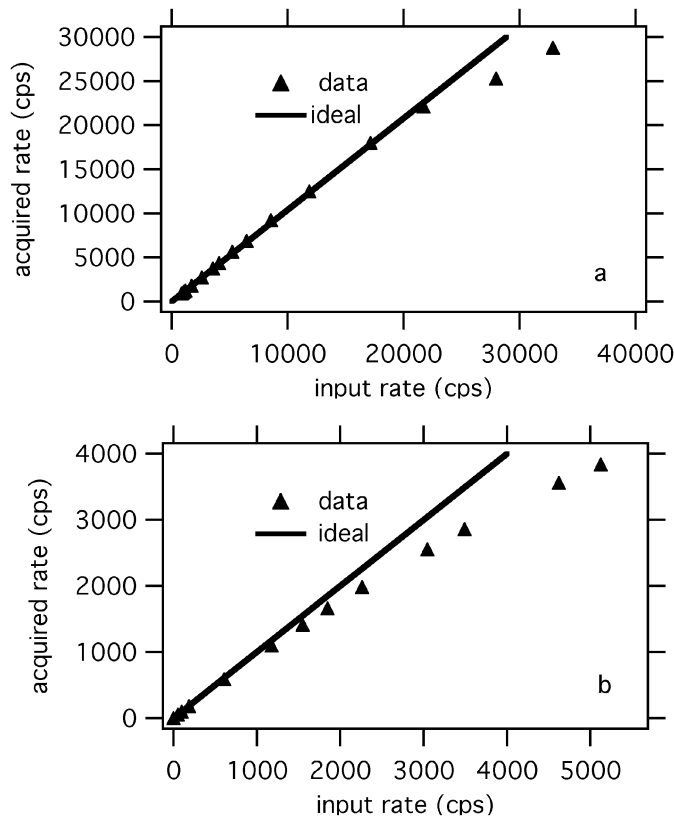 30000
25000
20000
15000
10000
5000
0
acquired rate (cps)
data
ideal
a
0 10000 20000 30000 40000
input rate (cps)
4000
3000
2000
1000
0
acquired rate (cps)
data
ideal
b
0 1000 2000 3000 4000 5000
input rate (cps)